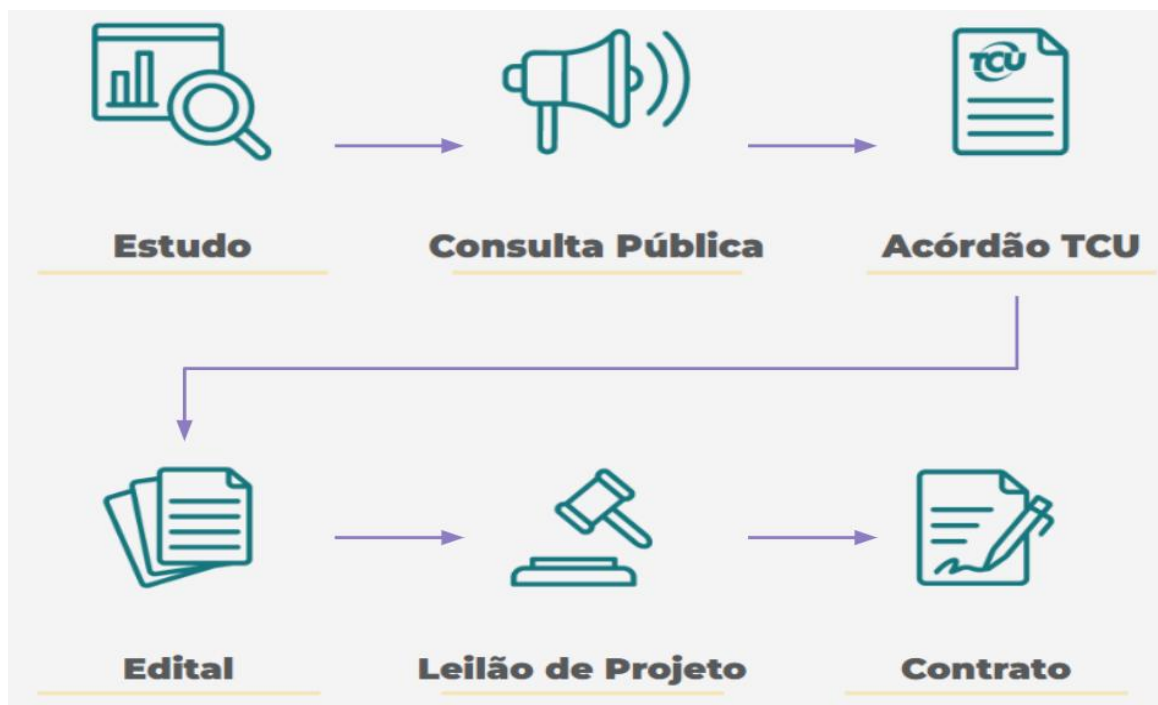 TCU
Estudo
Consulta Pública
Acórdão TCU
Edital
Leilão de Projeto
Contrato